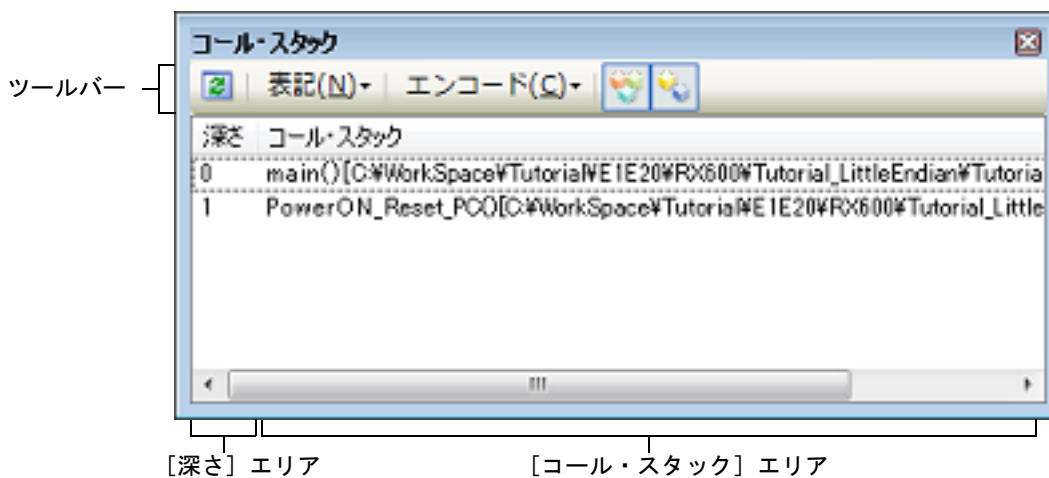 コール・スタック
ツールバー
表記(N) エンコード(C)
深さ コール・スタック
0 main()[C:¥WorkSpace¥Tutorial¥E1E20¥RX600¥Tutorial_LittleEndian¥Tutoria
1 PowerON_Reset_PC()[C:¥WorkSpace¥Tutorial¥E1E20¥RX600¥Tutorial_Little
[深さ] エリア
[コール・スタック] エリア